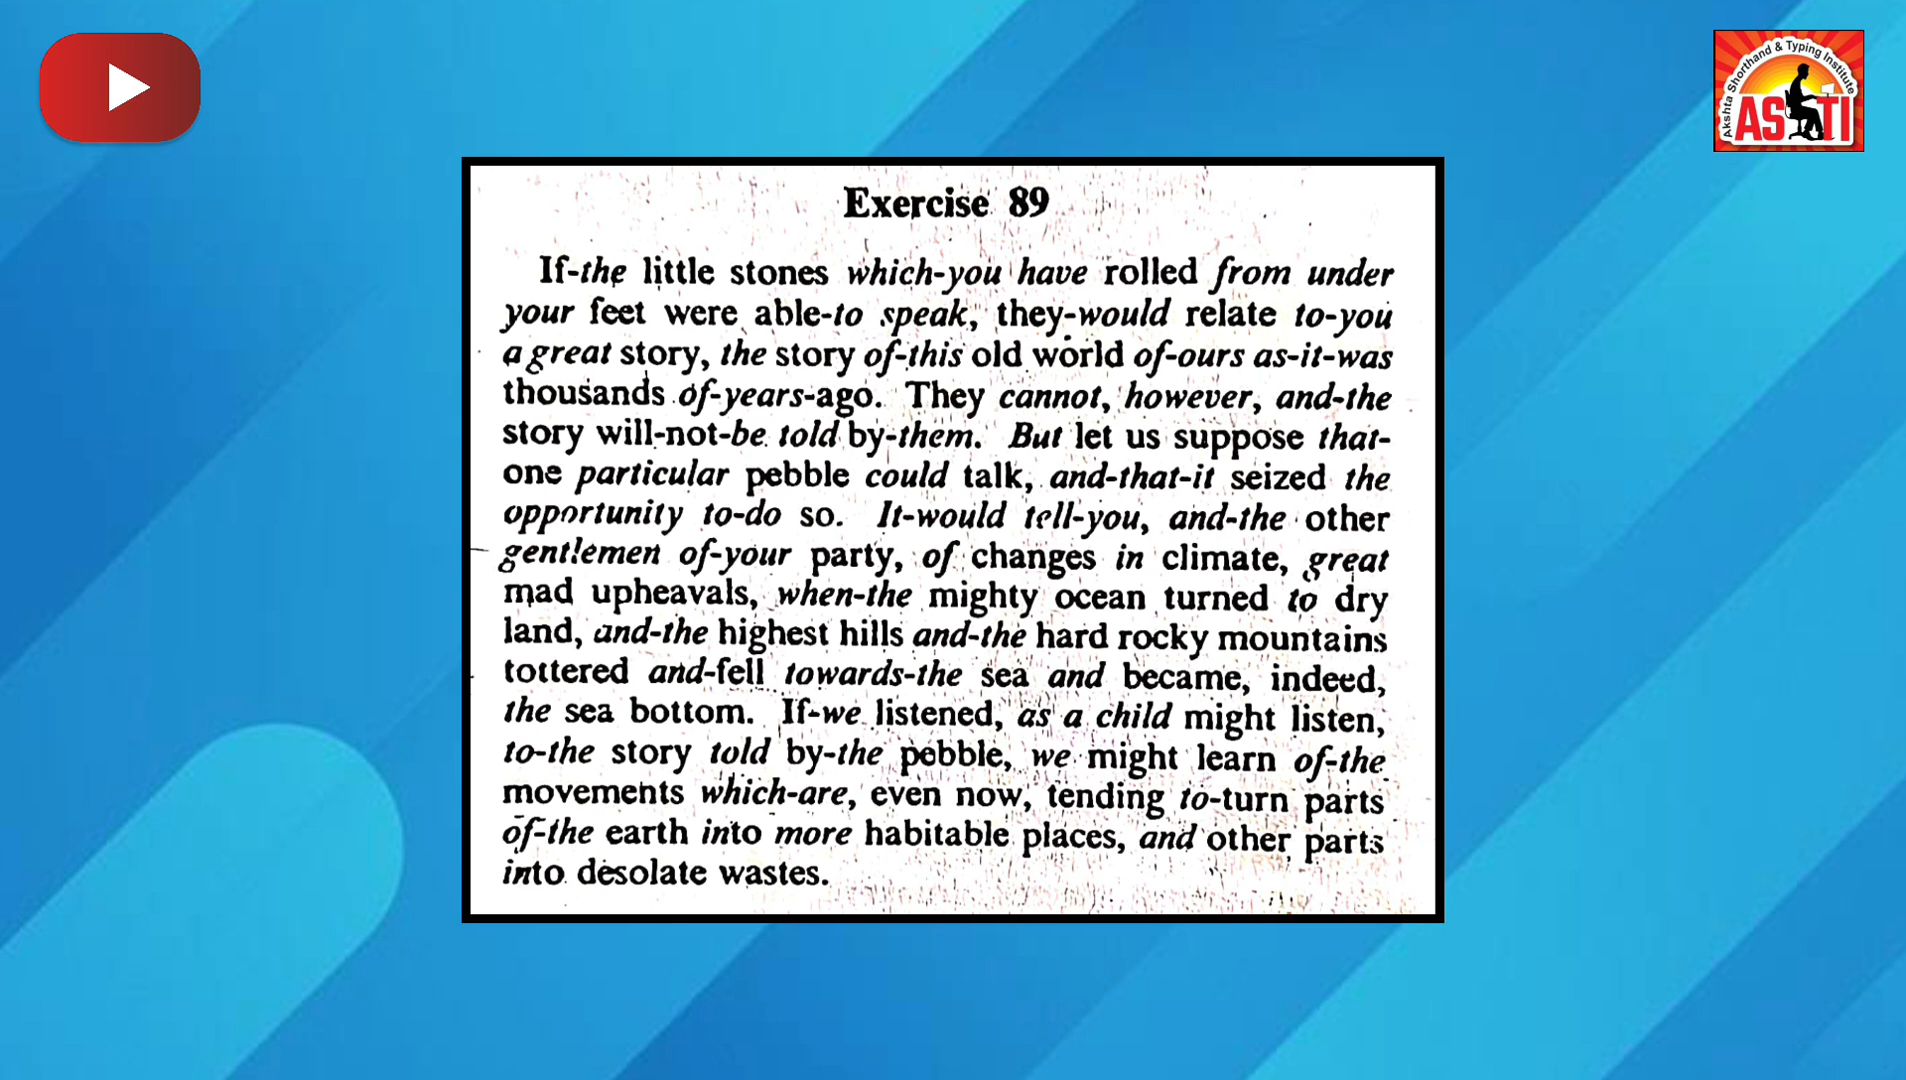 Akshta Shorthand & Typing Institute
ASTI
Exercise 89
If-the little stones which-you have rolled from under
your feet were able-to speak, they-would relate to-you
a great story, the story of-this old world of-ours as-it-was
thousands of-years-ago. They cannot, however, and-the
story will-not-be told by-them. But let us suppose that-
one particular pebble could talk, and-that-it seized the
opportunity to-do so. It-would tell-you, and-the other
gentlemen of-your party, of changes in climate, great
mad upheavals, when-the mighty ocean turned to dry
land, and-the highest hills and-the hard rocky mountains
tottered and-fell towards-the sea and became, indeed,
the sea bottom. If-we listened, as a child might listen,
to-the story told by-the pebble, we might learn of-the
movements which-are, even now, tending to-turn parts
of-the earth into more habitable places, and other parts
into desolate wastes.